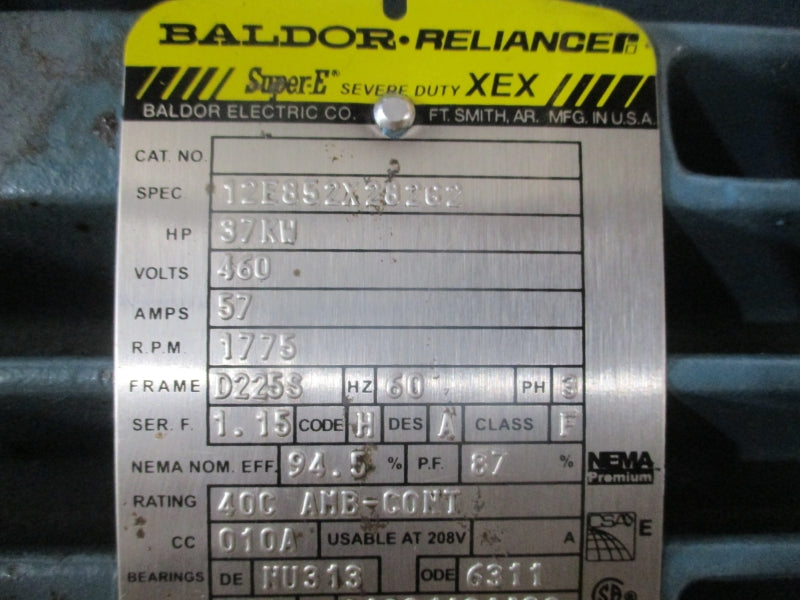 BALDOR•RELIANCER
Super-E® SEVERE DUTY XEX
BALDOR ELECTRIC CO. FT. SMITH, AR. MFG. IN U.S.A.
CAT. NO.
SPEC 12E852X282G2
HP 37KW
VOLTS 460
AMPS 57
R.P.M. 1775
FRAME D225S HZ 60 PH 3
SER. F. 1.15 CODE H DES A CLASS F
NEMA NOM. EFF. 94.5 % P.F. 87 % NEMA
Premium
RATING 40C AMB-CONT
CC 010A USABLE AT 208V A CSA E
BEARINGS DE NU313 ODE 6311